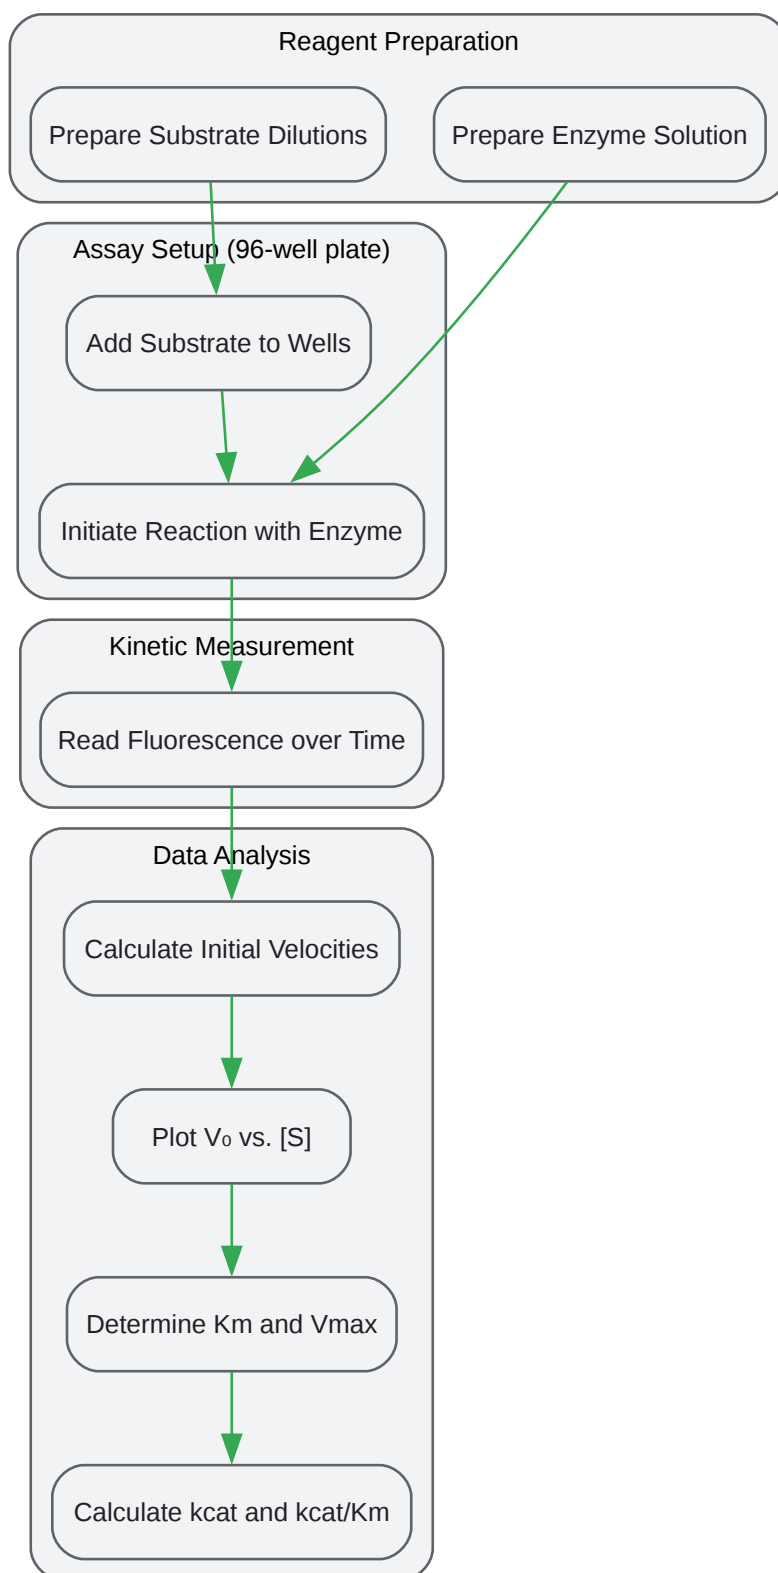 Reagent Preparation
Prepare Substrate Dilutions
Prepare Enzyme Solution
Assay Setup (96-well plate)
Add Substrate to Wells
Initiate Reaction with Enzyme
Kinetic Measurement
Read Fluorescence over Time
Data Analysis
Calculate Initial Velocities
Plot V₀ vs. [S]
Determine Km and Vmax
Calculate kcat and kcat/Km